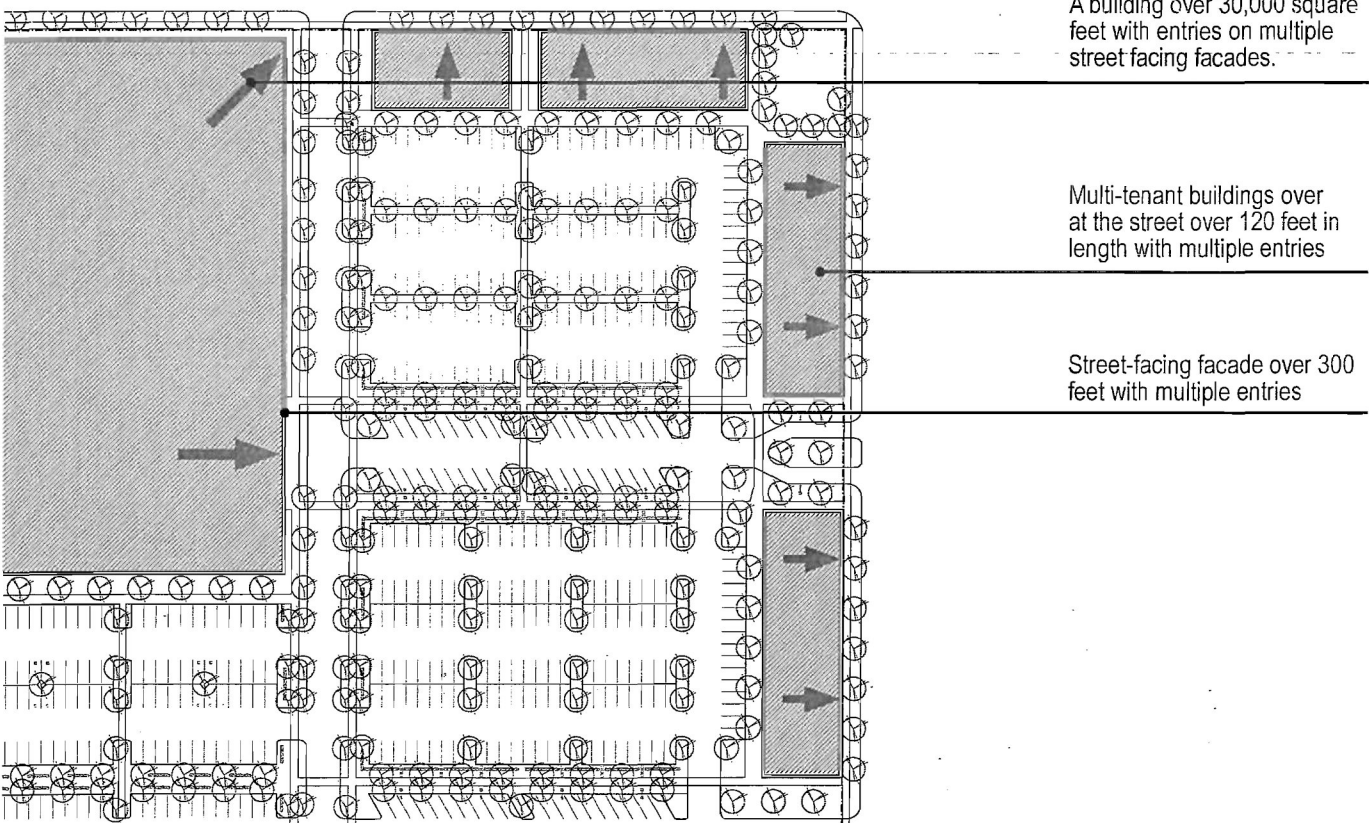 A building over 30,000 square
feet with entries on multiple
street facing facades.
Multi-tenant buildings over
at the street over 120 feet in
length with multiple entries
Street-facing facade over 300
feet with multiple entries